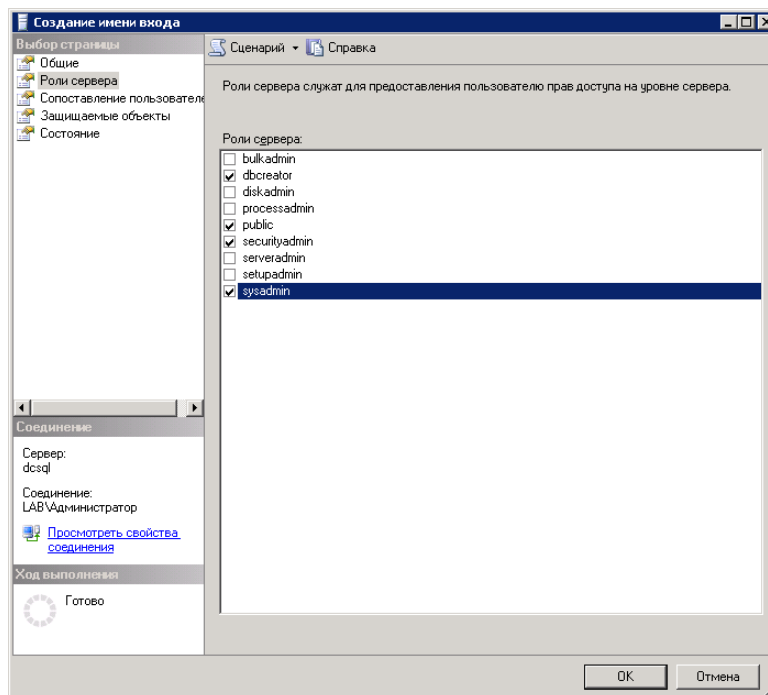 Создание имени входа
Выбор страницы
Общие
Роли сервера
Сопоставление пользователе
Защищаемые объекты
Состояние
Сценарий Справка
Роли сервера служат для предоставления пользователю прав доступа на уровне сервера.
Роли сервера:
bulkadmin
dbcreator
diskadmin
processadmin
public
securityadmin
serveradmin
setupadmin
sysadmin
Соединение
Сервер:
dcsql
Соединение:
LAB\Администратор
Просмотреть свойства
соединения
Ход выполнения
Готово
OK Отмена